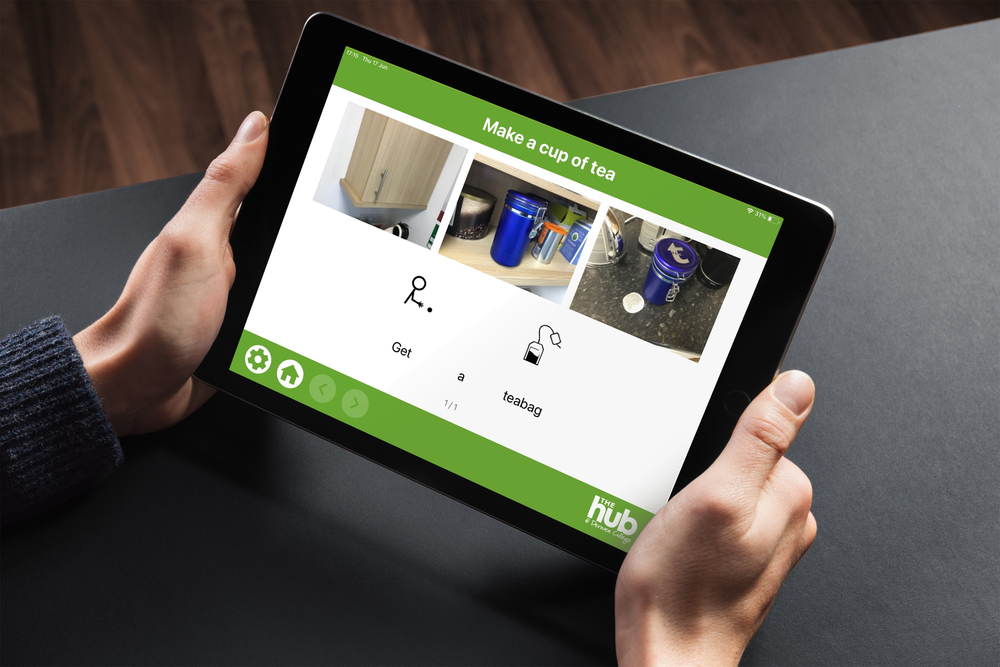 17:15 Thu 17 Jun
31%
Make a cup of tea
Get a teabag
1/1
THE
hub
@ Derwen College